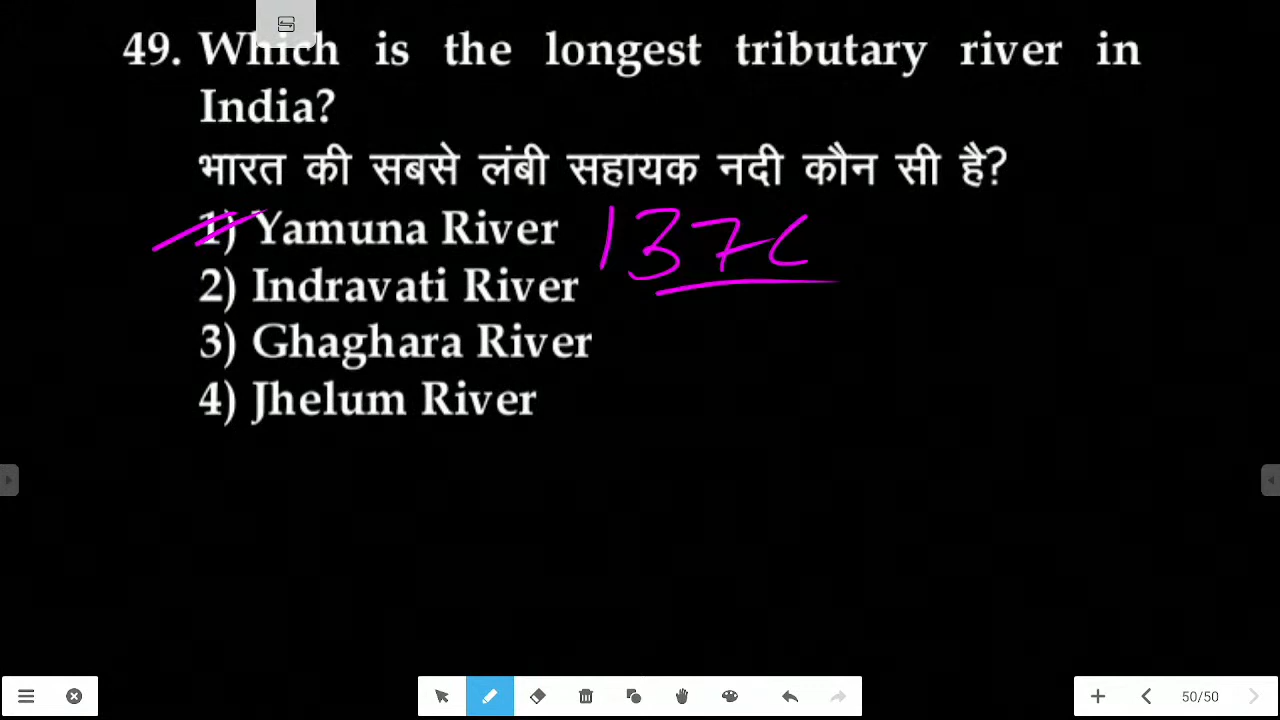 49. Which is the longest tributary river in
India?
भारत की सबसे लंबी सहायक नदी कौन सी है?
1) Yamuna River
2) Indravati River
3) Ghaghara River
4) Jhelum River
50/50